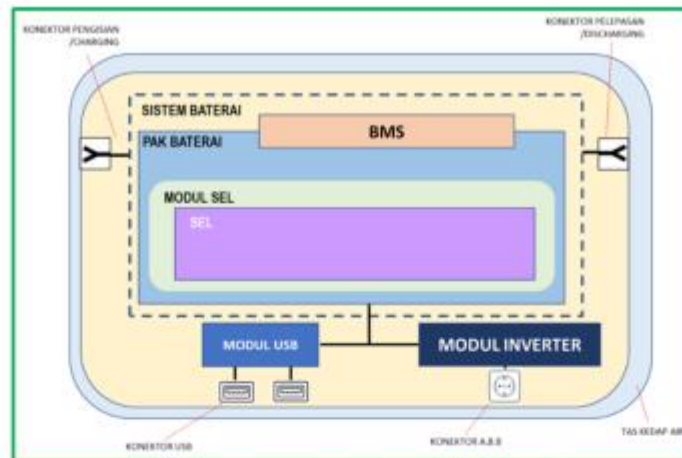 KONEKTOR PENGISIAN
/CHARGING
KONEKTOR PELEPASAN
/DISCHARGING
SISTEM BATERAI
BMS
PAK BATERAI
MODUL SEL
SEL
MODUL USB
MODUL INVERTER
KONEKTOR USB
KONEKTOR A.B.B
TAS KEDAP AIR